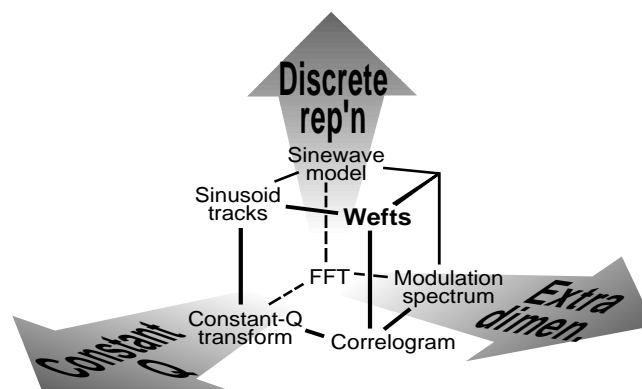 Discrete
rep'n
Sinewave
model
Sinusoid
tracks
Wefts
FFT
Modulation
spectrum
Constant-Q
transform
Correlogram
Constant
Q
Extra
dimen.